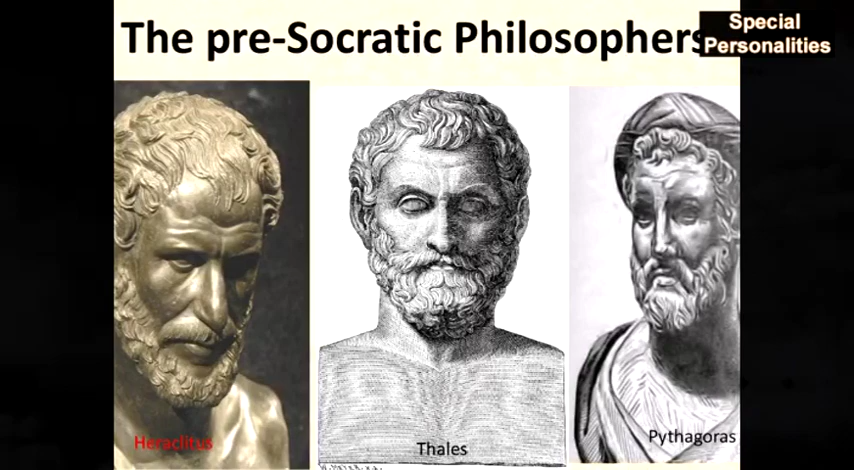 The pre-Socratic Philosophers
Special
Personalities
Heraclitus
Thales
Pythagoras